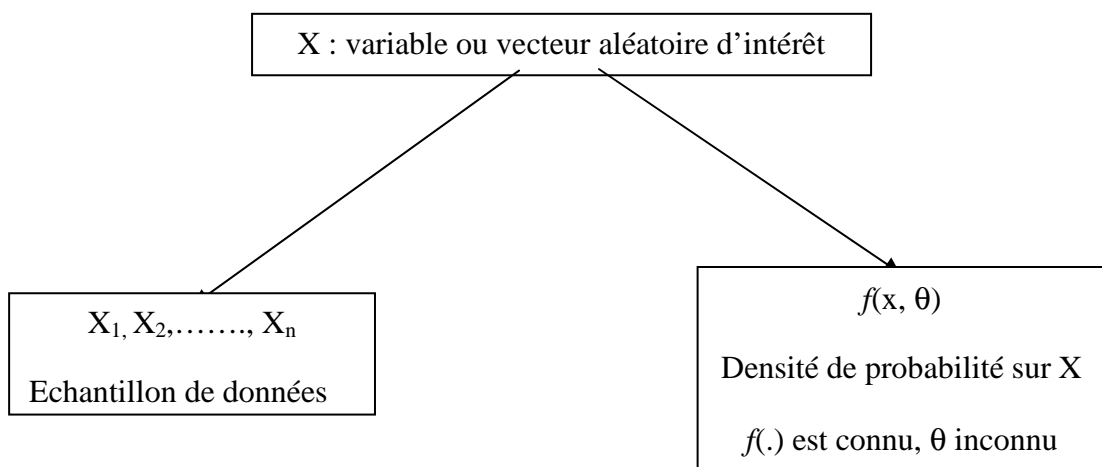 X : variable ou vecteur aléatoire d’intérêt
X₁, X₂,……., Xₙ
Echantillon de données
f(x, θ)
Densité de probabilité sur X
f(.) est connu, θ inconnu